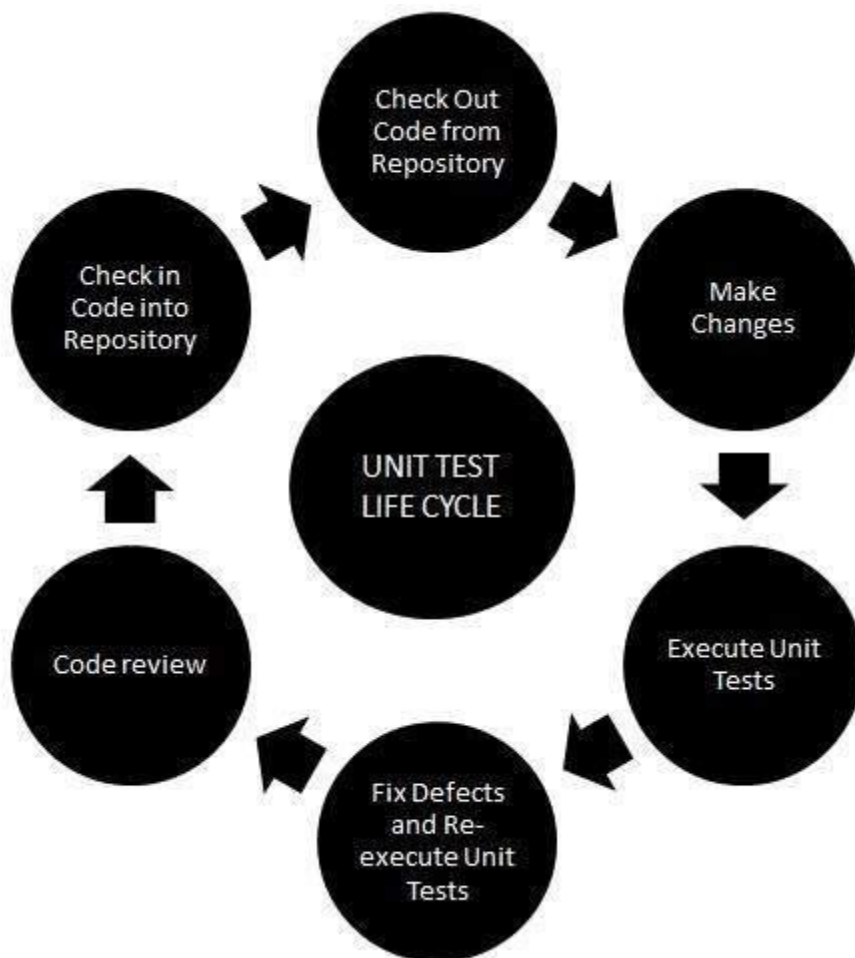 Check Out
Code from
Repository
Make
Changes
Execute Unit
Tests
Fix Defects
and Re-
execute Unit
Tests
Code review
Check in
Code into
Repository
UNIT TEST
LIFE CYCLE